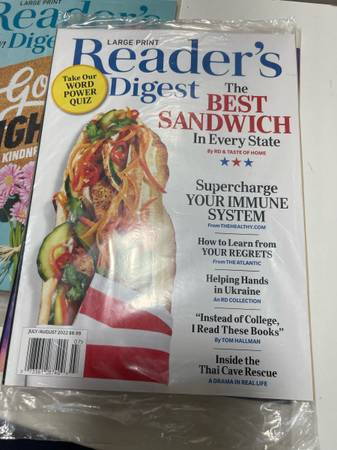 LARGE PRINT
Reader's
Digest
LARGE PRINT
Reader's
Digest
Take Our
WORD
POWER
QUIZ
The
BEST
SANDWICH
In Every State
By RD & TASTE OF HOME
Supercharge
YOUR IMMUNE
SYSTEM
From THEHEALTHY.COM
How to Learn from
YOUR REGRETS
From THE ATLANTIC
Helping Hands
in Ukraine
An RD COLLECTION
“Instead of College,
I Read These Books”
By TOM HALLMAN
Inside the
Thai Cave Rescue
A DRAMA IN REAL LIFE
JULY/AUGUST 2022 $6.99
KINDNE